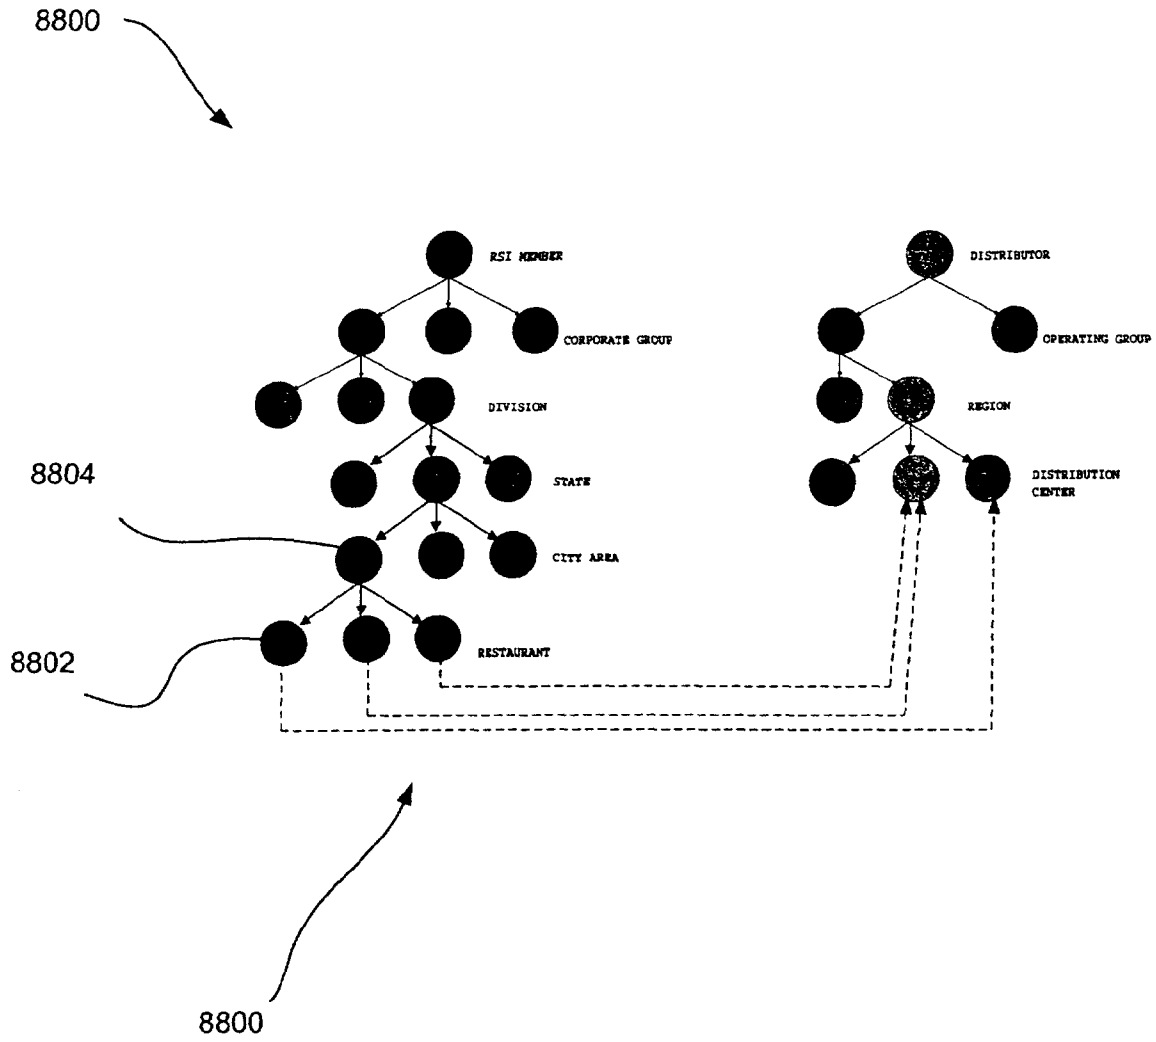 8800
RSI MEMBER
DISTRIBUTOR
CORPORATE GROUP
OPERATING GROUP
DIVISION
REGION
8804
STATE
DISTRIBUTION
CENTER
CITY AREA
8802
RESTAURANT
8800